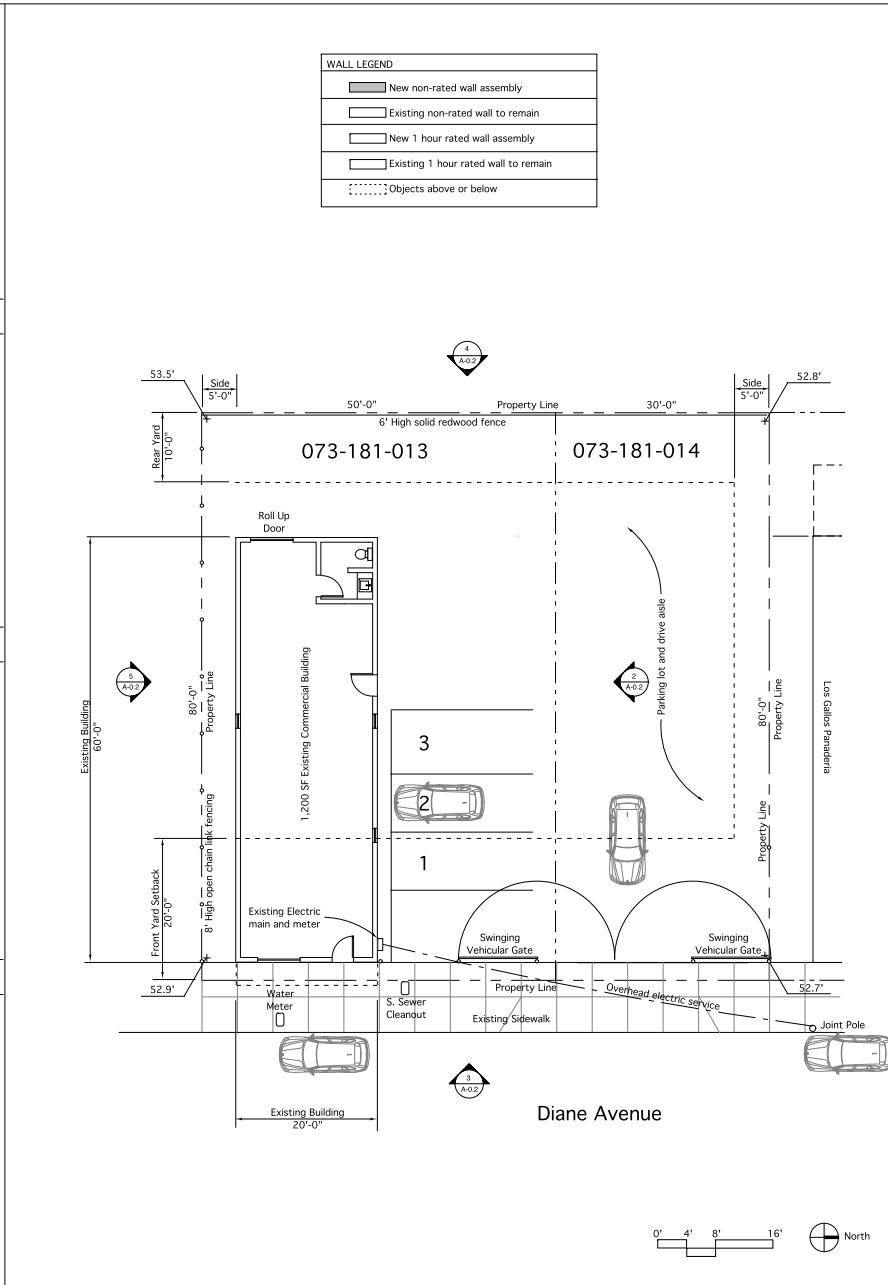 WALL LEGEND
New non-rated wall assembly
Existing non-rated wall to remain
New 1 hour rated wall assembly
Existing 1 hour rated wall to remain
Objects above or below
4
A-0.2
53.5'
Side
5'-0"
50'-0"
Property Line
30'-0"
Side
5'-0"
52.8'
6' High solid redwood fence
Rear Yard
10'-0"
073-181-013
073-181-014
Roll Up
Door
Existing Building
60'-0"
5
A-0.2
80'-0"
Property Line
8' High open chain link fencing
1,200 SF Existing Commercial Building
Front Yard Setback
20'-0"
3
2
1
1
1
Parking lot and drive aisle
2
A-0.2
80'-0"
Property Line
Property Line
Los Gallos Panaderia
Existing Electric
main and meter
Swinging
Vehicular Gate
Swinging
Vehicular Gate
52.9'
Water
Meter
S. Sewer
Cleanout
Property Line
Overhead electric service
52.7'
Existing Sidewalk
Joint Pole
1
1
3
A-0.2
Existing Building
20'-0"
Diane Avenue
0' 4' 8' 16'
North